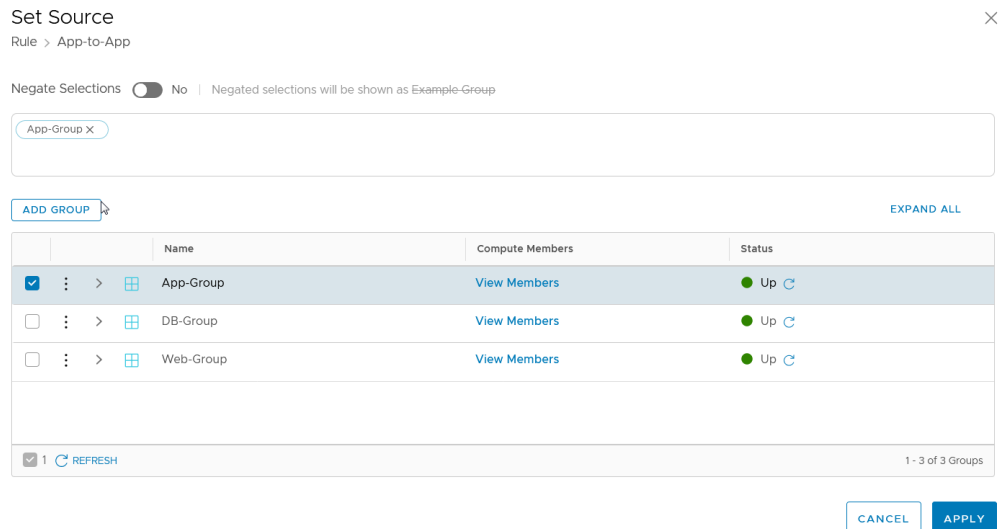 Set Source
Rule > App-to-App
Negate Selections No | Negated selections will be shown as Example Group
App-Group ×
ADD GROUP EXPAND ALL
Name Compute Members Status
App-Group View Members Up
DB-Group View Members Up
Web-Group View Members Up
1 REFRESH 1 - 3 of 3 Groups
CANCEL APPLY